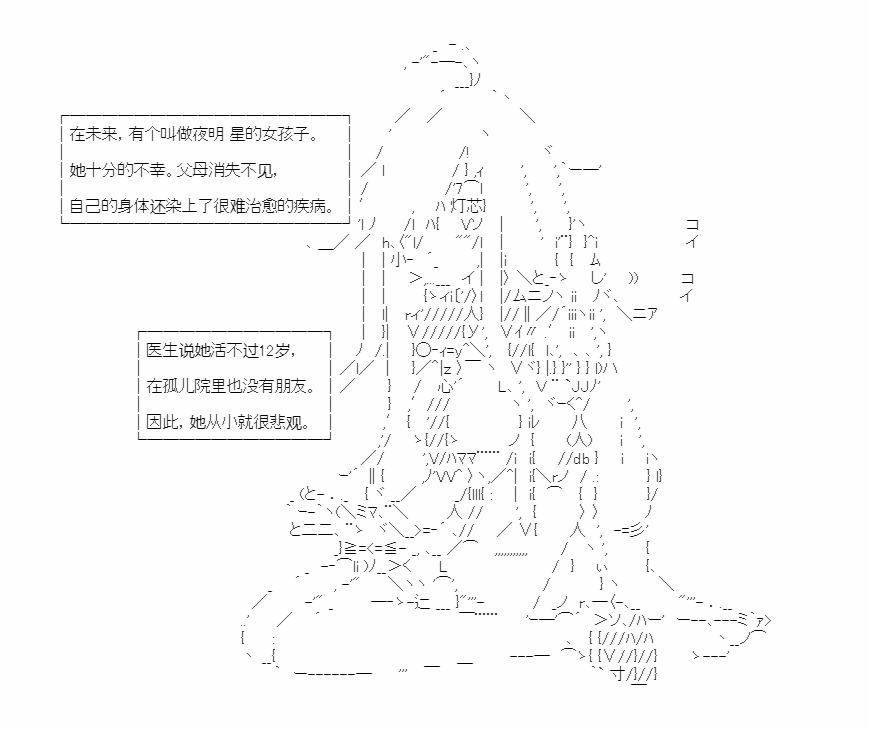 在未来，有个叫做夜明 星的女孩子。
她十分的不幸。父母消失不见，
自己的身体还染上了很难治愈的疾病。
コ
イ
コ
イ
医生说她活不过12岁，
在孤儿院里也没有朋友。
因此，她从小就很悲观。